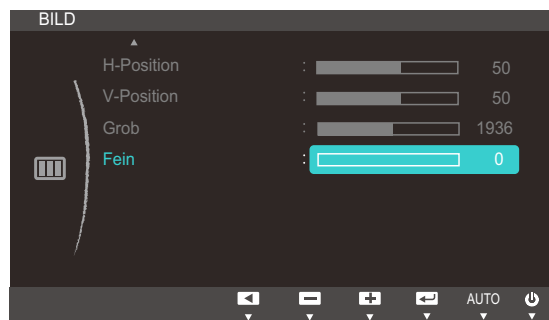 BILD
H-Position : 50
V-Position : 50
Grob : 1936
Fein : 0
AUTO